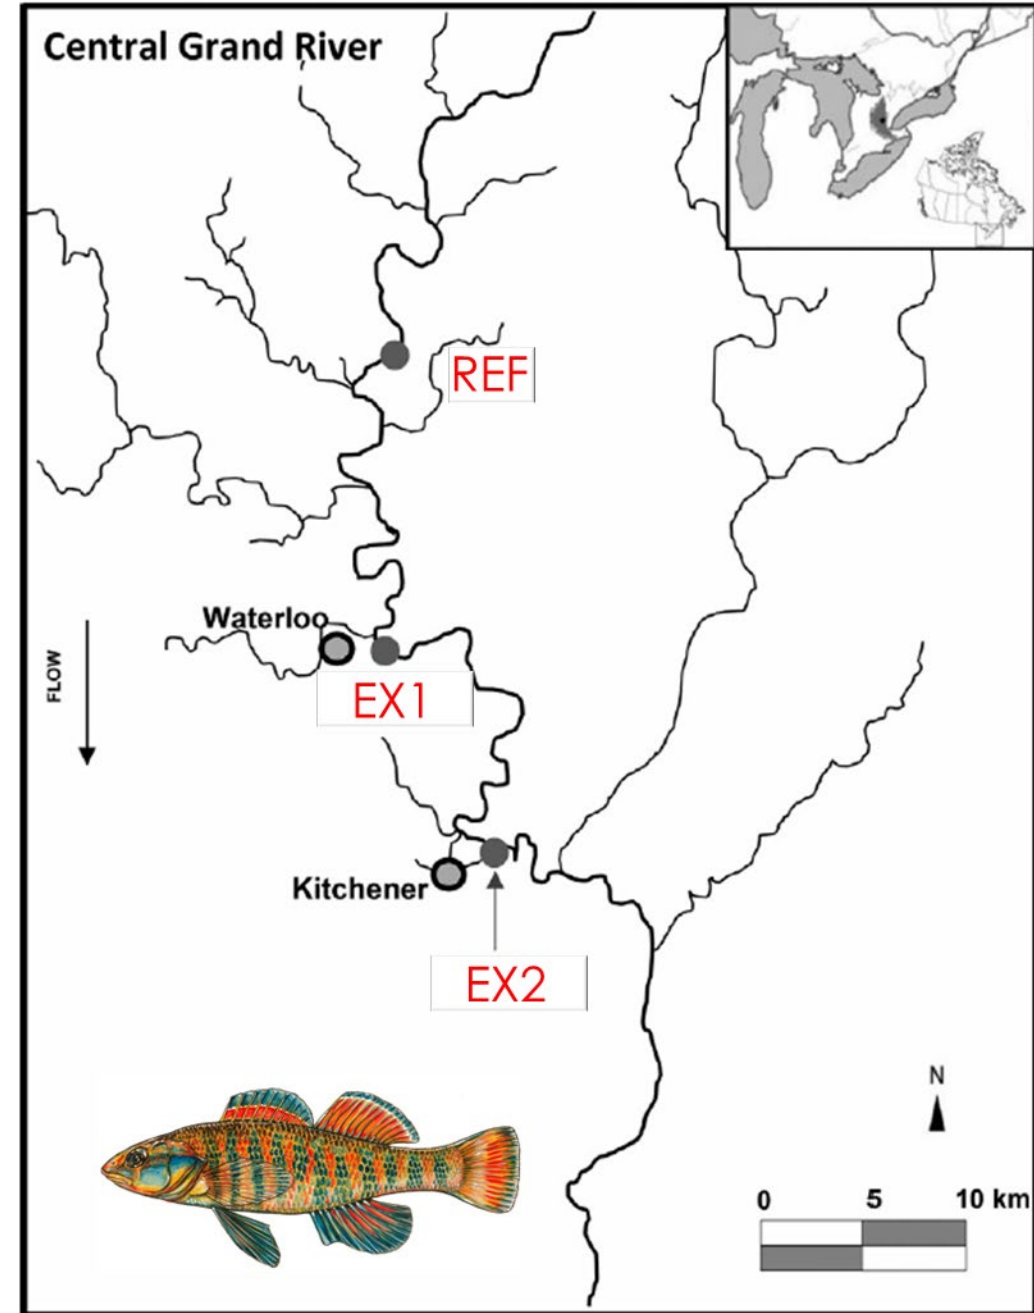 Central Grand River
REF
Waterloo
FLOW
EX1
Kitchener
EX2
N
0 5 10 km